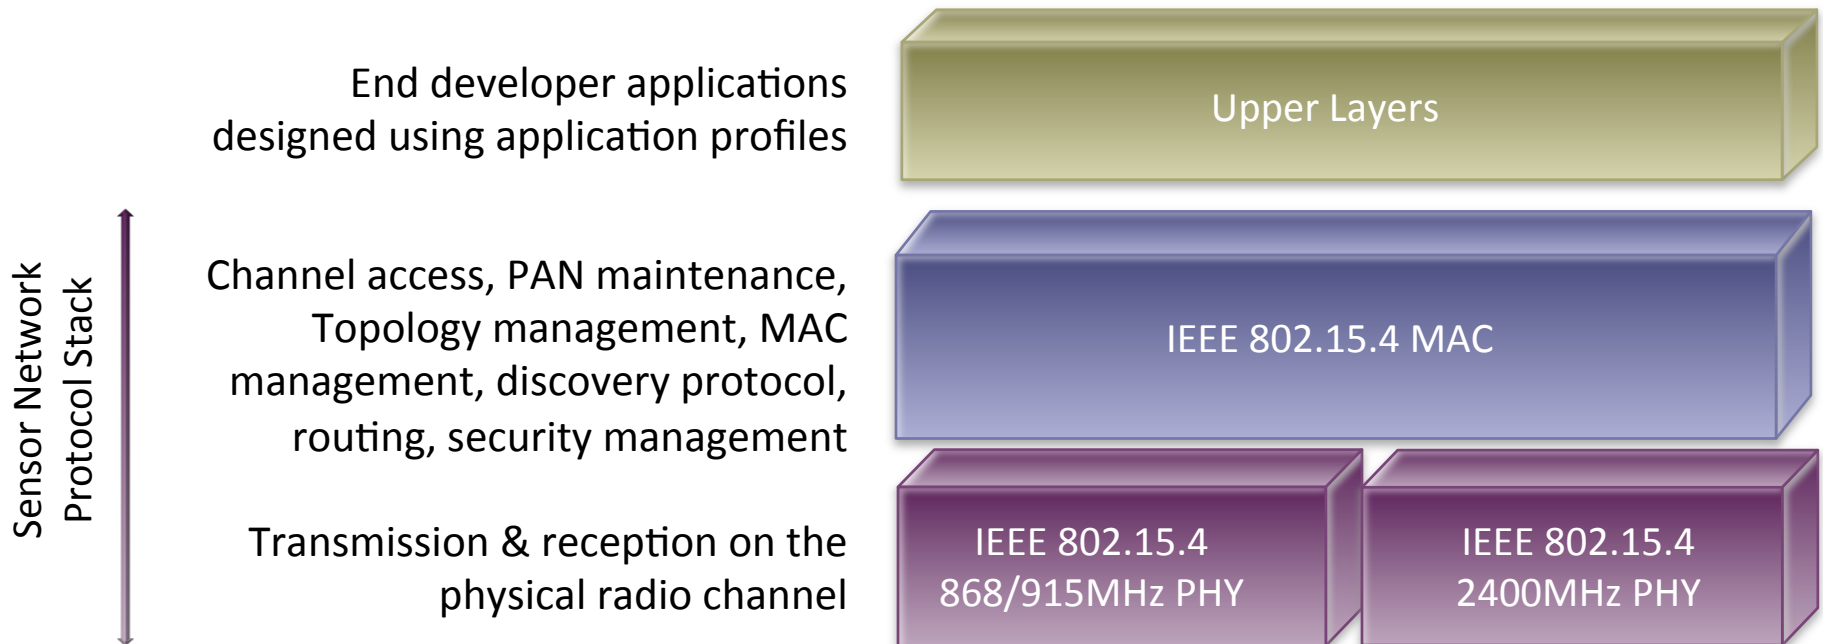 End developer applications
designed using application profiles
Upper Layers
Sensor Network
Protocol Stack
Channel access, PAN maintenance,
Topology management, MAC
management, discovery protocol,
routing, security management
IEEE 802.15.4 MAC
Transmission & reception on the
physical radio channel
IEEE 802.15.4
868/915MHz PHY
IEEE 802.15.4
2400MHz PHY